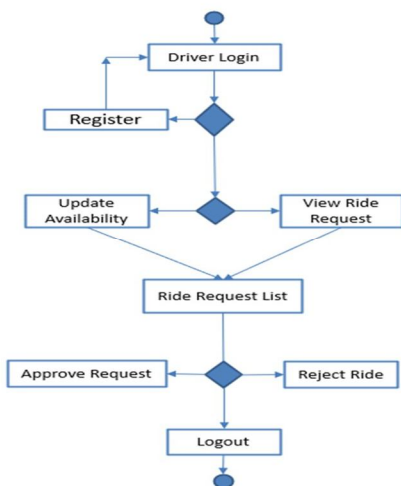 Driver Login
Register
Update
Availability
View Ride
Request
Ride Request List
Approve Request
Reject Ride
Logout